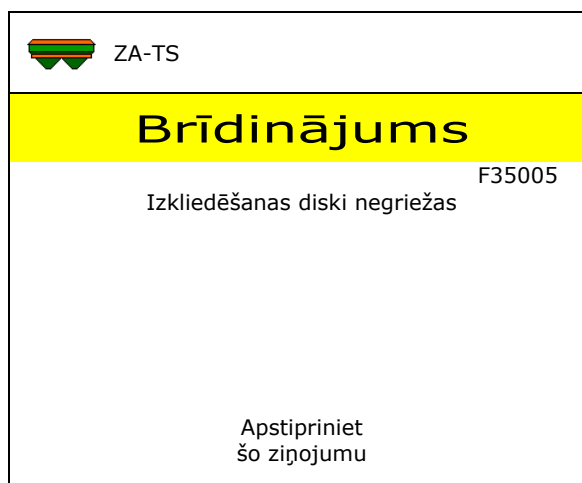 ZA-TS
Brīdinājums
F35005
Izkliedēšanas diski negriežas
Apstipriniet
šo ziņojumu